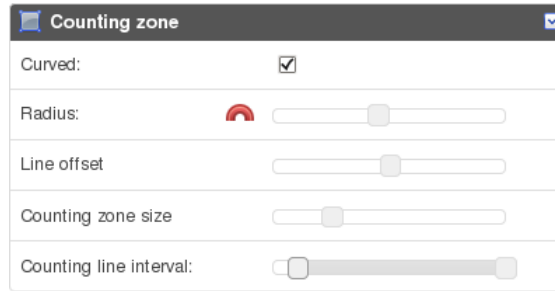 Counting zone
Curved:
Radius:
Line offset
Counting zone size
Counting line interval: